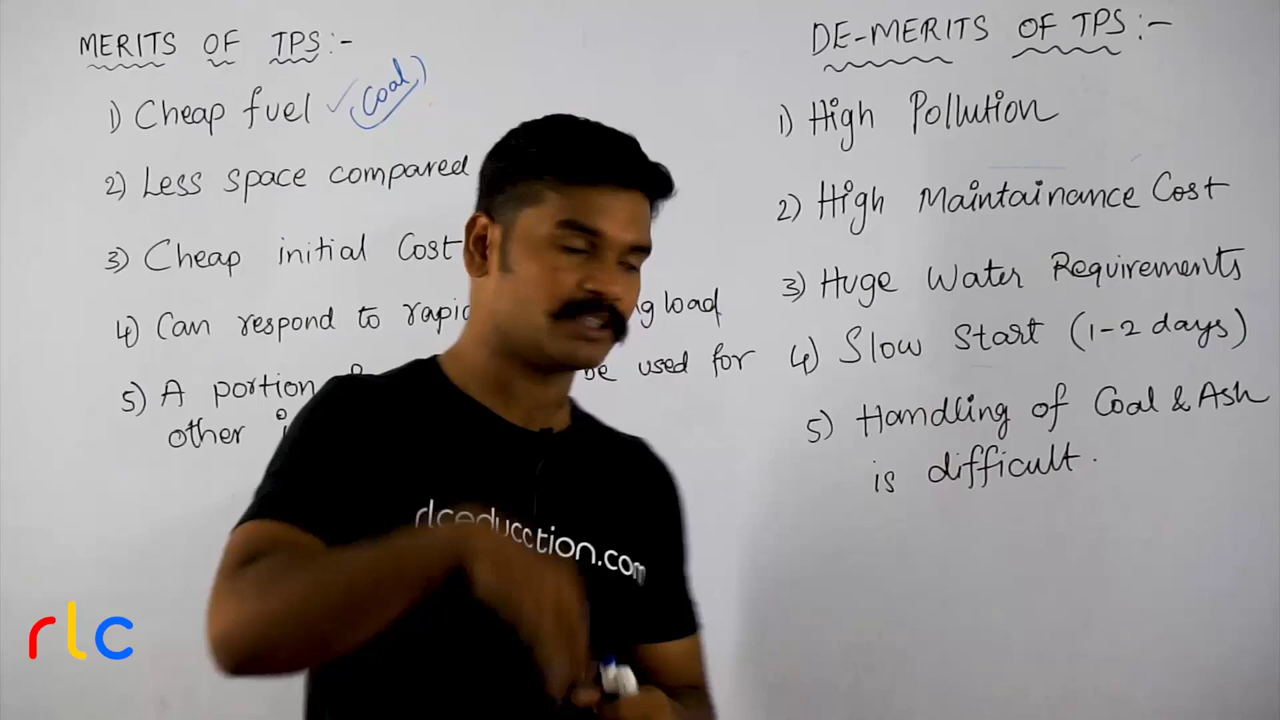 MERITS OF TPS:-
1) Cheap fuel ✓ (coal)
2) Less space compared
3) Cheap initial Cost
4) Can respond to rapid g load
5) A portion be used for
other
DE-MERITS OF TPS:-
1) High Pollution
2) High Maintainance Cost
3) Huge Water Requirements
4) Slow Start (1-2 days)
5) Handling of Coal & Ash
is difficult.
rlceducation.com
rlc